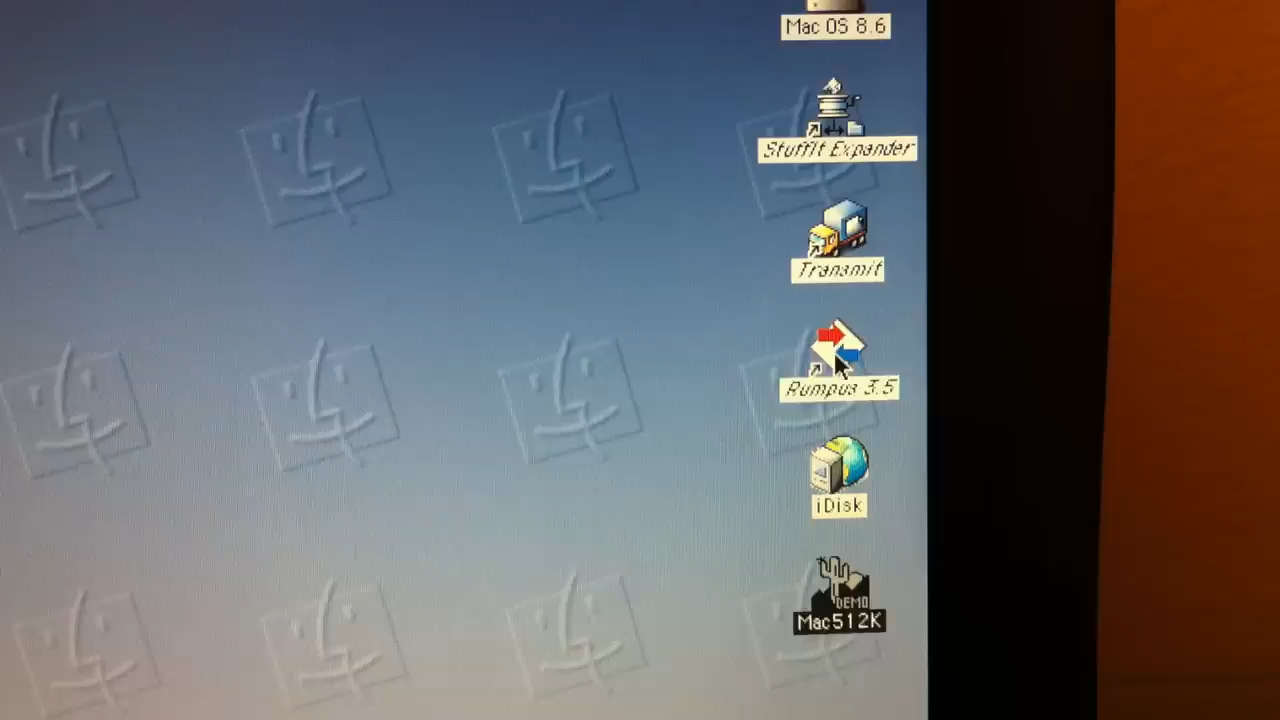 Mac OS 8.6
StuffIt Expander
Transmit
Rumpus 3.5
iDisk
DEMO
Mac512K